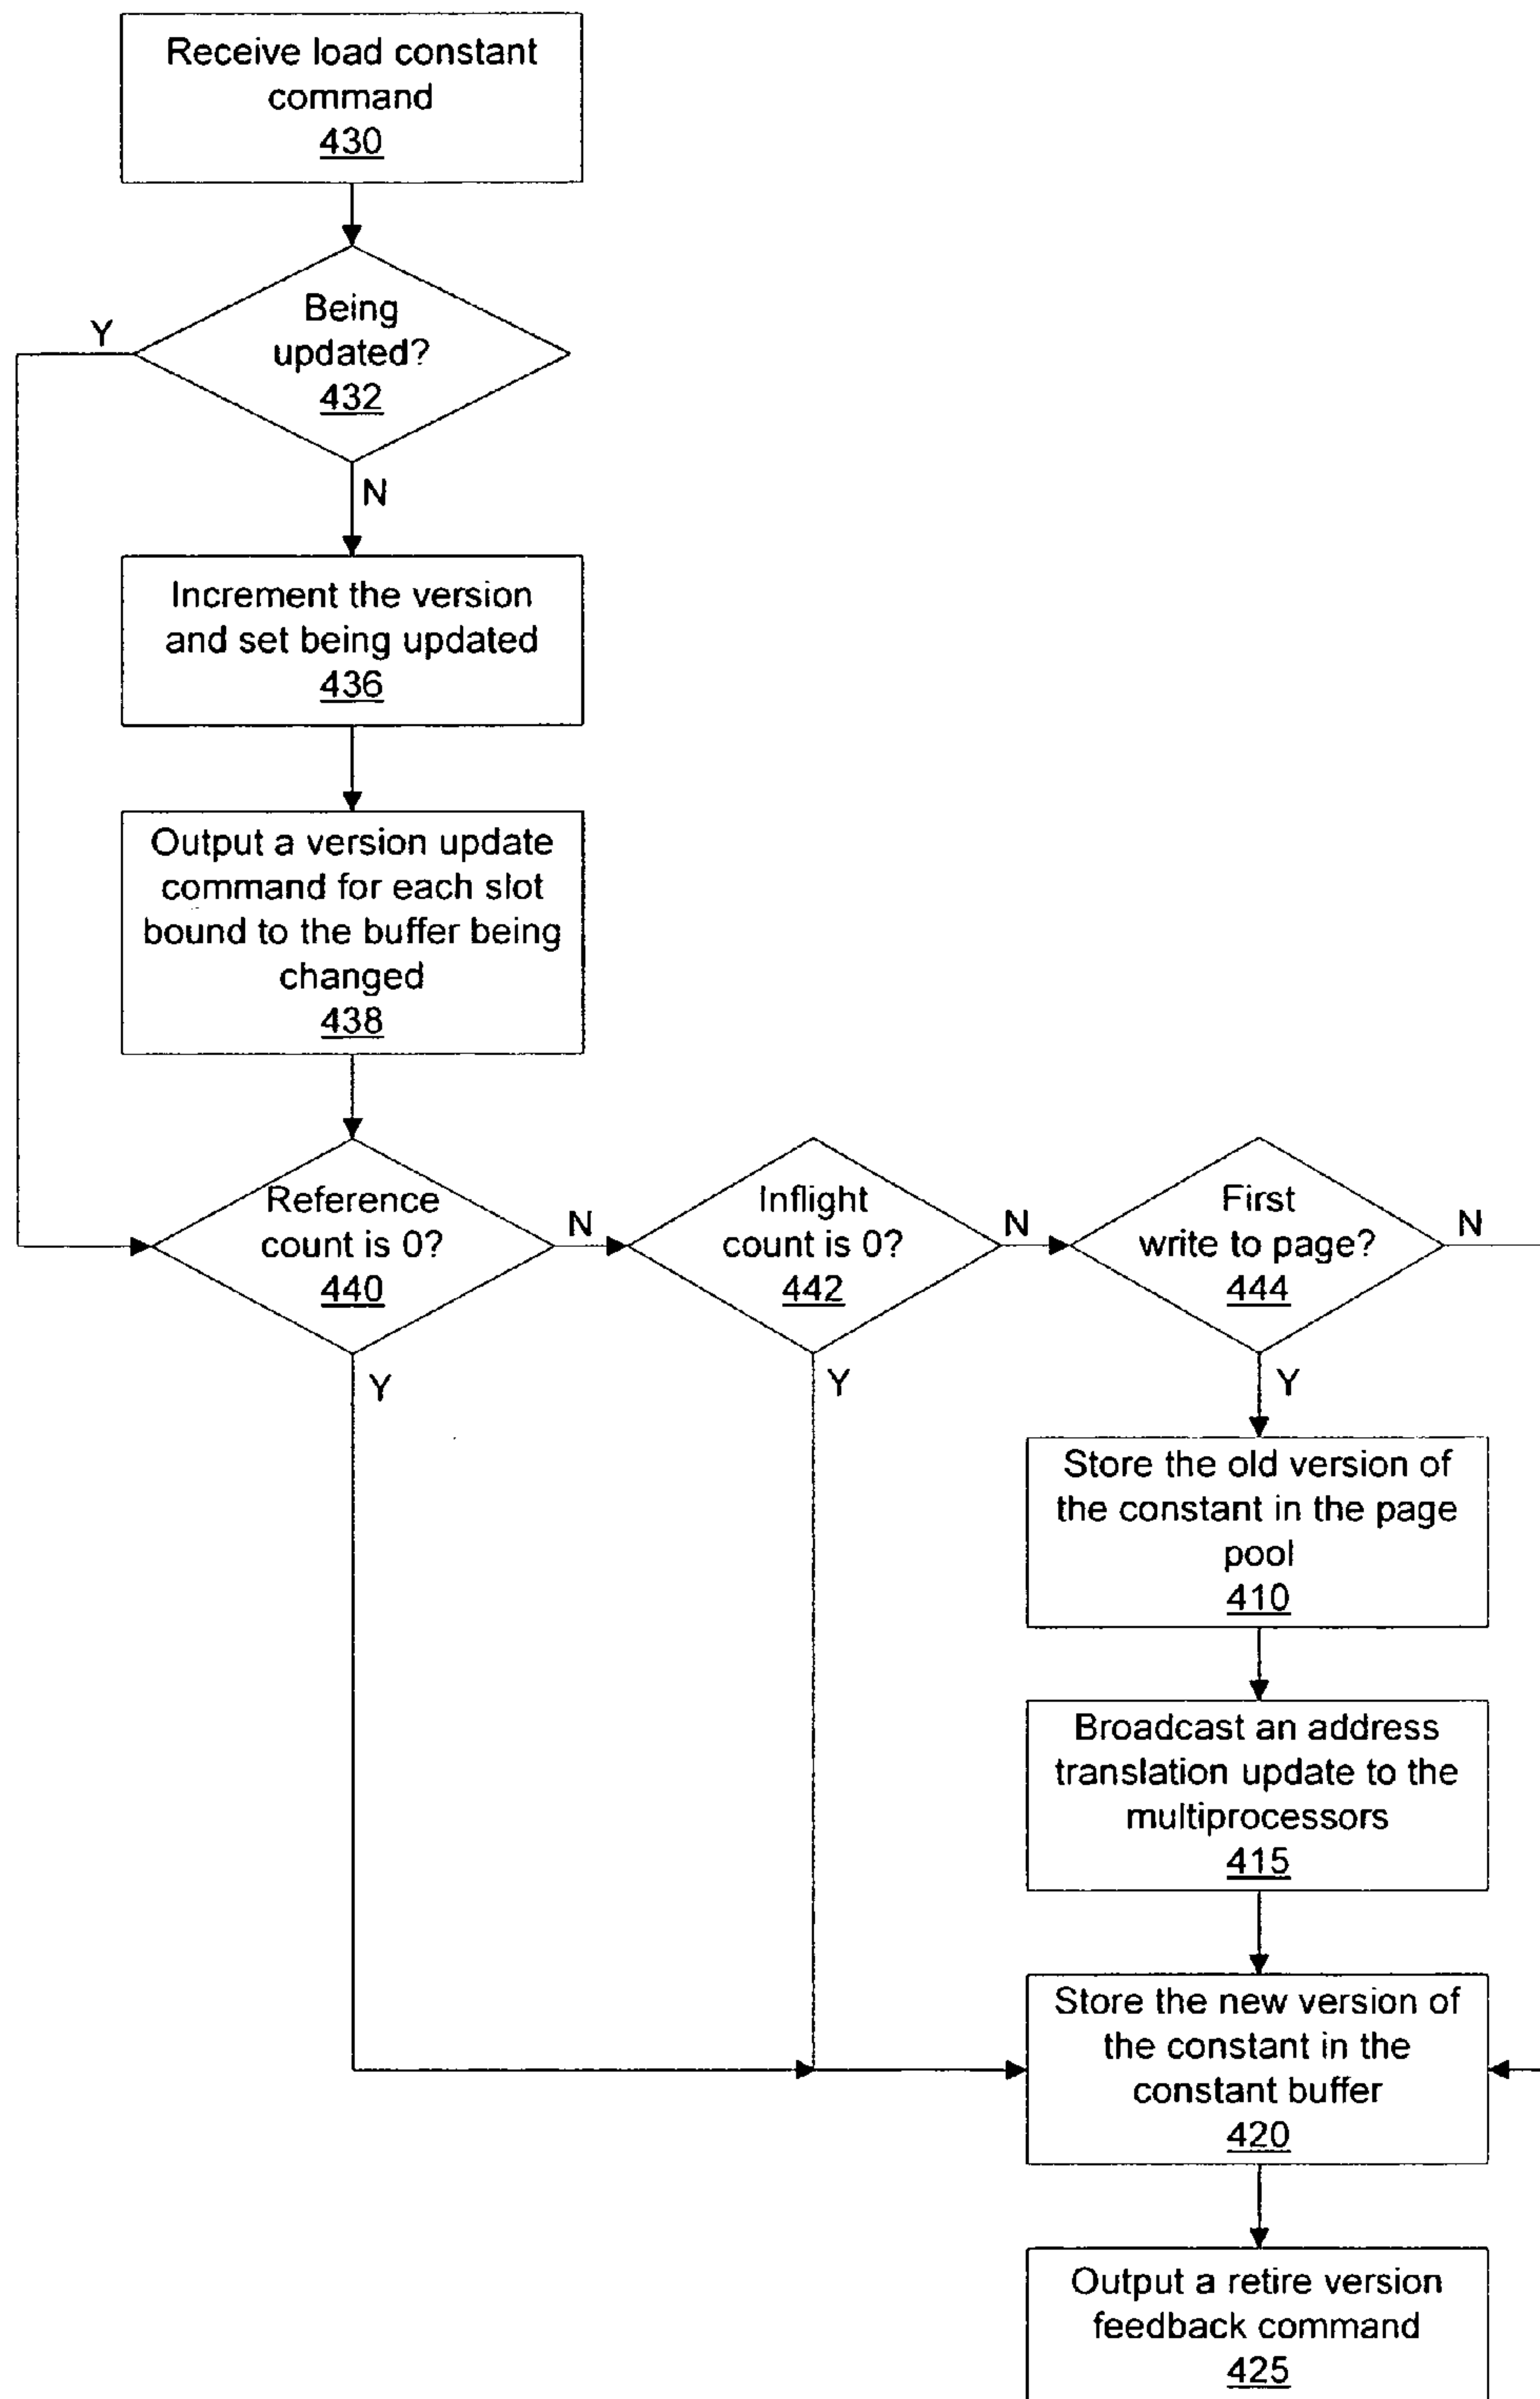 Receive load constant
command
430
Being
updated?
432
Y
N
Increment the version
and set being updated
436
Output a version update
command for each slot
bound to the buffer being
changed
438
Reference
count is 0?
440
N
Y
Inflight
count is 0?
442
N
Y
First
write to page?
444
N
Y
Store the old version of
the constant in the page
pool
410
Broadcast an address
translation update to the
multiprocessors
415
Store the new version of
the constant in the
constant buffer
420
Output a retire version
feedback command
425